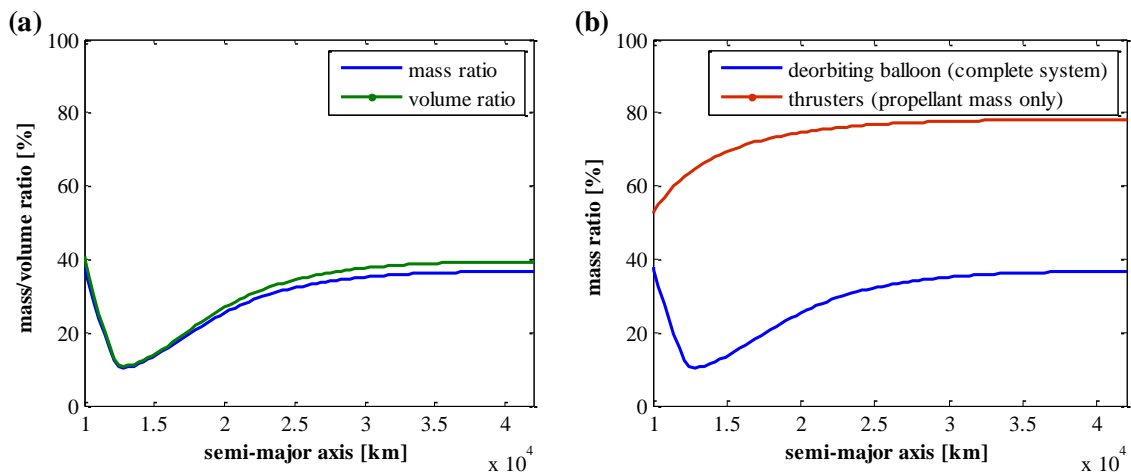 (a)
100
80
60
40
20
0
mass/volume ratio [%]
mass ratio
volume ratio
1 1.5 2 2.5 3 3.5 4
semi-major axis [km]
x 10^4
(b)
100
80
60
40
20
0
mass ratio [%]
deorbiting balloon (complete system)
thrusters (propellant mass only)
1 1.5 2 2.5 3 3.5 4
semi-major axis [km]
x 10^4